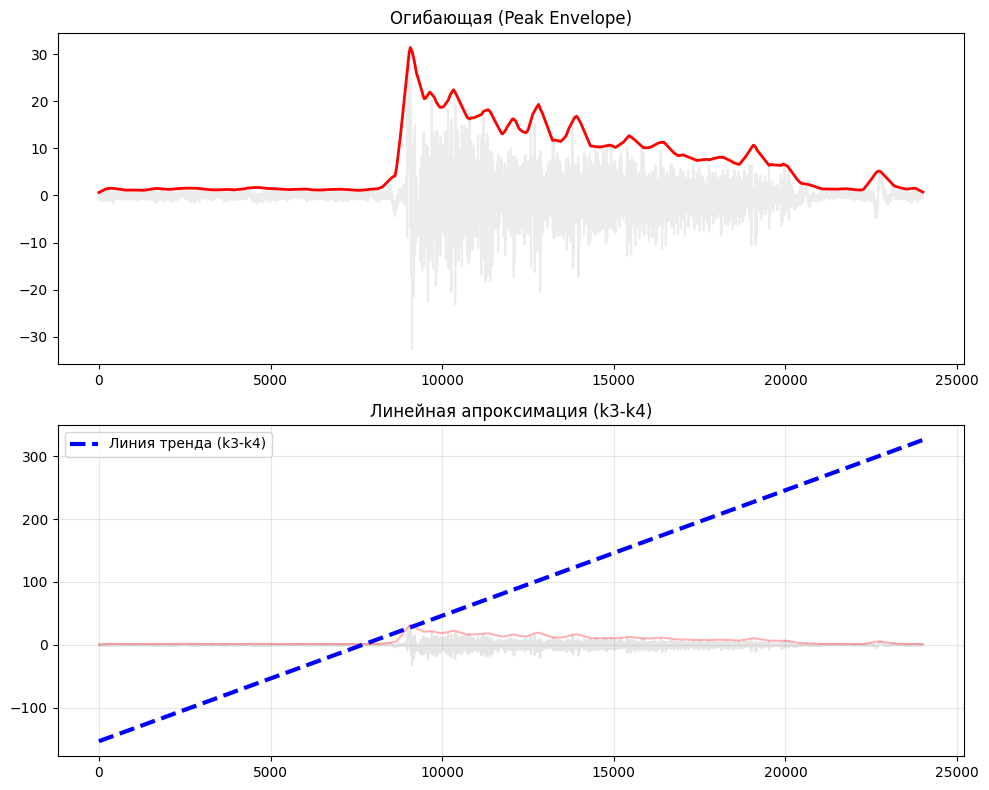 Огибающая (Peak Envelope)
30
20
10
0
−10
−20
−30
0 5000 10000 15000 20000 25000
Линейная апроксимация (k3-k4)
Линия тренда (k3-k4)
300
200
100
0
−100
0 5000 10000 15000 20000 25000